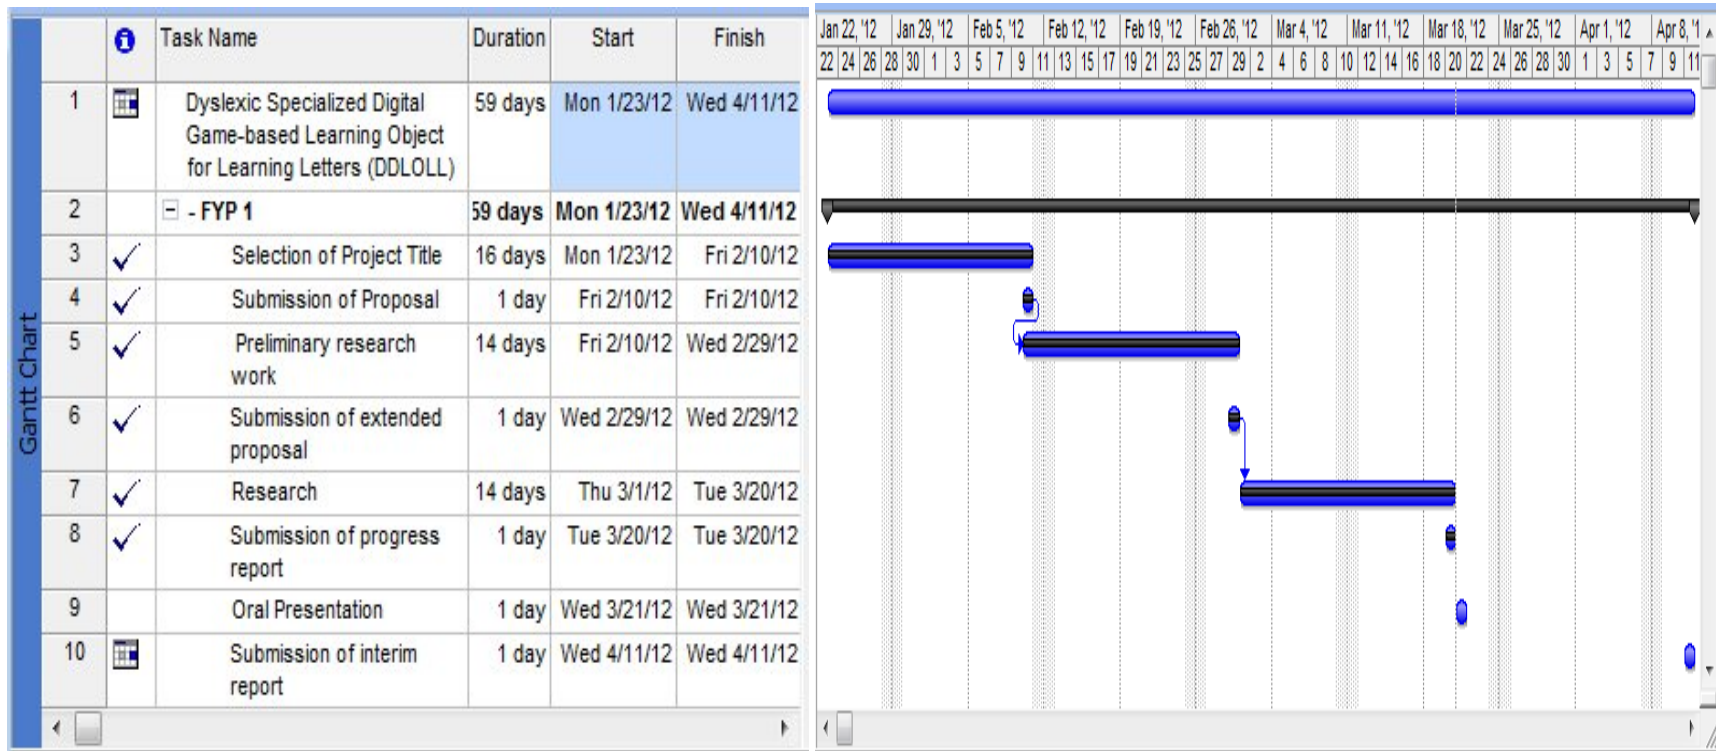 Gantt Chart
Task Name Duration Start Finish
1 Dyslexic Specialized Digital 59 days Mon 1/23/12 Wed 4/11/12
Game-based Learning Object
for Learning Letters (DDLOLL)
2 - FYP 1 59 days Mon 1/23/12 Wed 4/11/12
3 Selection of Project Title 16 days Mon 1/23/12 Fri 2/10/12
4 Submission of Proposal 1 day Fri 2/10/12 Fri 2/10/12
5 Preliminary research 14 days Fri 2/10/12 Wed 2/29/12
work
6 Submission of extended 1 day Wed 2/29/12 Wed 2/29/12
proposal
7 Research 14 days Thu 3/1/12 Tue 3/20/12
8 Submission of progress 1 day Tue 3/20/12 Tue 3/20/12
report
9 Oral Presentation 1 day Wed 3/21/12 Wed 3/21/12
10 Submission of interim 1 day Wed 4/11/12 Wed 4/11/12
report
Jan 22, '12 Jan 29, '12 Feb 5, '12 Feb 12, '12 Feb 19, '12 Feb 26, '12 Mar 4, '12 Mar 11, '12 Mar 18, '12 Mar 25, '12 Apr 1, '12 Apr 8, '1
22 24 26 28 30 1 3 5 7 9 11 13 15 17 19 21 23 25 27 29 2 4 6 8 10 12 14 16 18 20 22 24 26 28 30 1 3 5 7 9 11